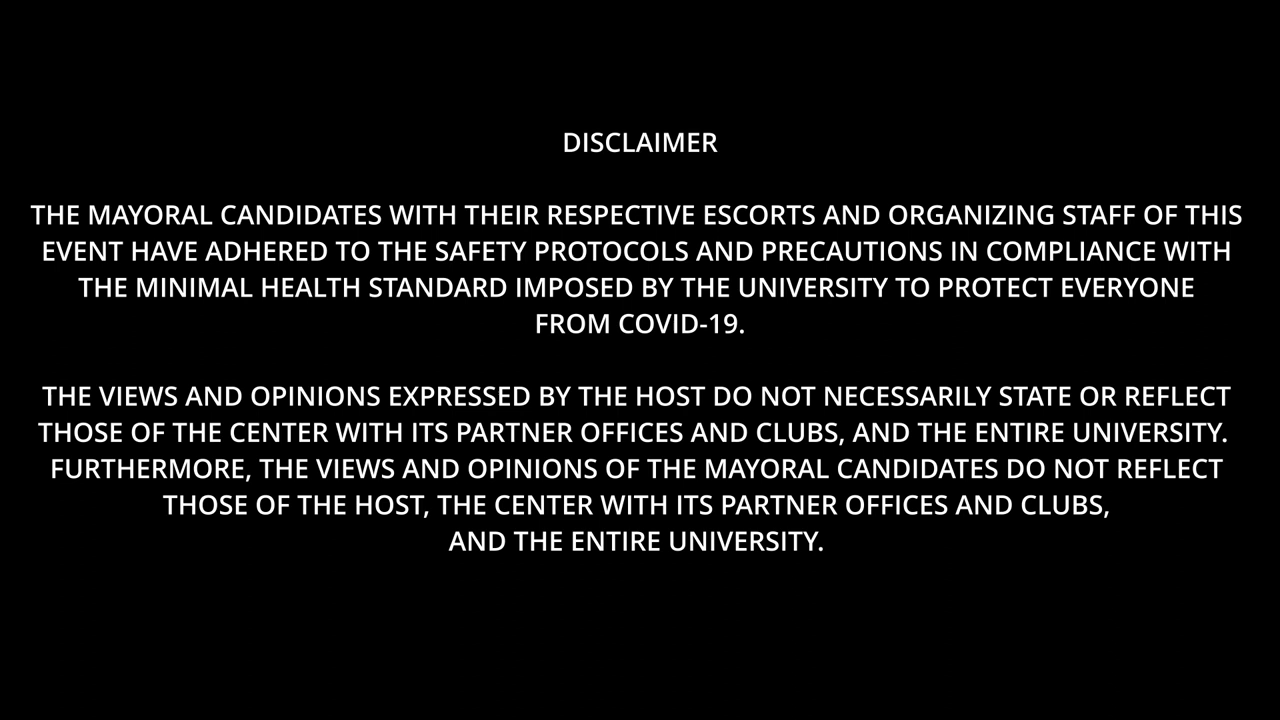 DISCLAIMER
THE MAYORAL CANDIDATES WITH THEIR RESPECTIVE ESCORTS AND ORGANIZING STAFF OF THIS
EVENT HAVE ADHERED TO THE SAFETY PROTOCOLS AND PRECAUTIONS IN COMPLIANCE WITH
THE MINIMAL HEALTH STANDARD IMPOSED BY THE UNIVERSITY TO PROTECT EVERYONE
FROM COVID-19.
THE VIEWS AND OPINIONS EXPRESSED BY THE HOST DO NOT NECESSARILY STATE OR REFLECT
THOSE OF THE CENTER WITH ITS PARTNER OFFICES AND CLUBS, AND THE ENTIRE UNIVERSITY.
FURTHERMORE, THE VIEWS AND OPINIONS OF THE MAYORAL CANDIDATES DO NOT REFLECT
THOSE OF THE HOST, THE CENTER WITH ITS PARTNER OFFICES AND CLUBS,
AND THE ENTIRE UNIVERSITY.